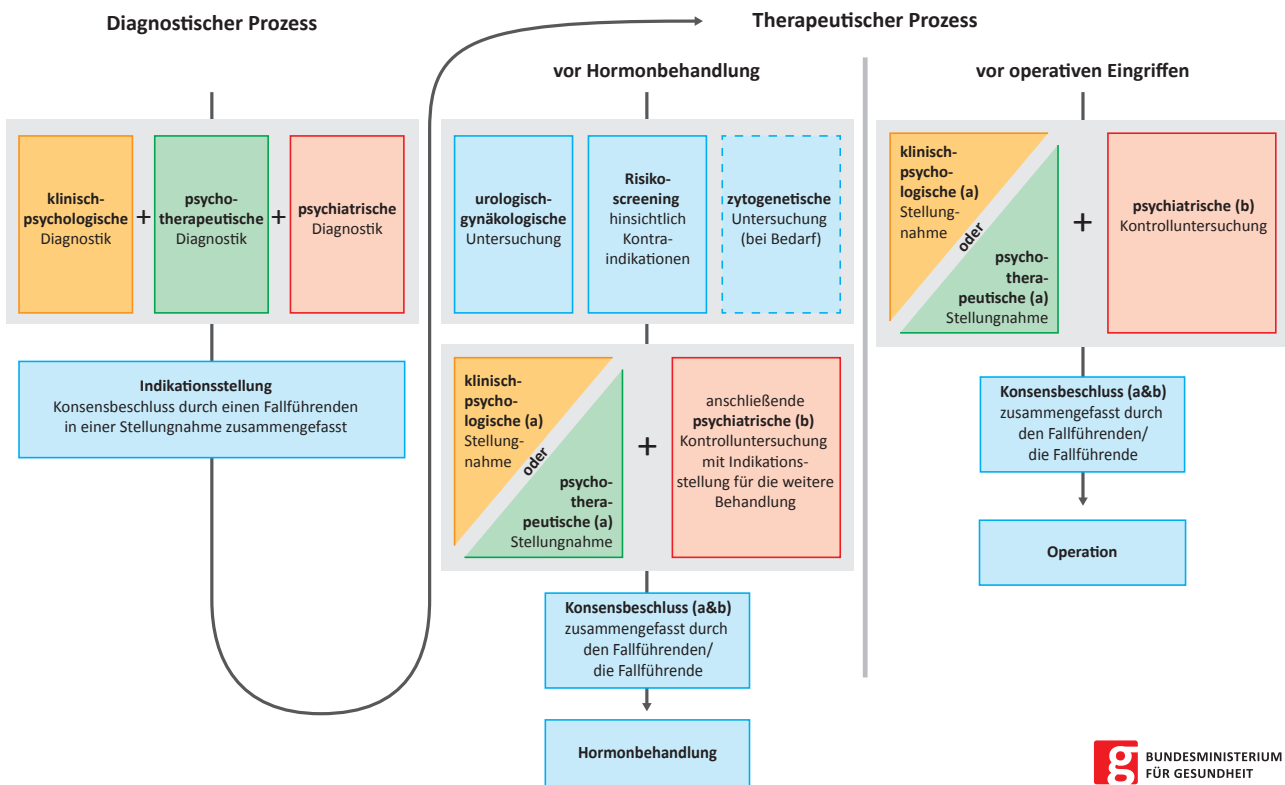 Diagnostischer Prozess
klinisch-
psychologische
Diagnostik
+
psycho-
therapeutische
Diagnostik
+
psychiatrische
Diagnostik
Indikationsstellung
Konsensbeschluss durch einen Fallführenden
in einer Stellungnahme zusammengefasst
Therapeutischer Prozess
vor Hormonbehandlung
urologisch-
gynäkologische
Untersuchung
Risiko-
screening
hinsichtlich
Kontra-
indikationen
zytogenetische
Untersuchung
(bei Bedarf)
klinisch-
psycho-
logische (a)
Stellung-
nahme
oder
psycho-
thera-
peutische (a)
Stellungnahme
+
anschließende
psychiatrische (b)
Kontrolluntersuchung
mit Indikations-
stellung für die weitere
Behandlung
Konsensbeschluss (a&b)
zusammengefasst durch
den Fallführenden/
die Fallführende
Hormonbehandlung
vor operativen Eingriffen
klinisch-
psycho-
logische (a)
Stellung-
nahme
oder
psycho-
thera-
peutische (a)
Stellungnahme
+
psychiatrische (b)
Kontrolluntersuchung
Konsensbeschluss (a&b)
zusammengefasst durch
den Fallführenden/
die Fallführende
Operation
g
BUNDESMINISTERIUM
FÜR GESUNDHEIT